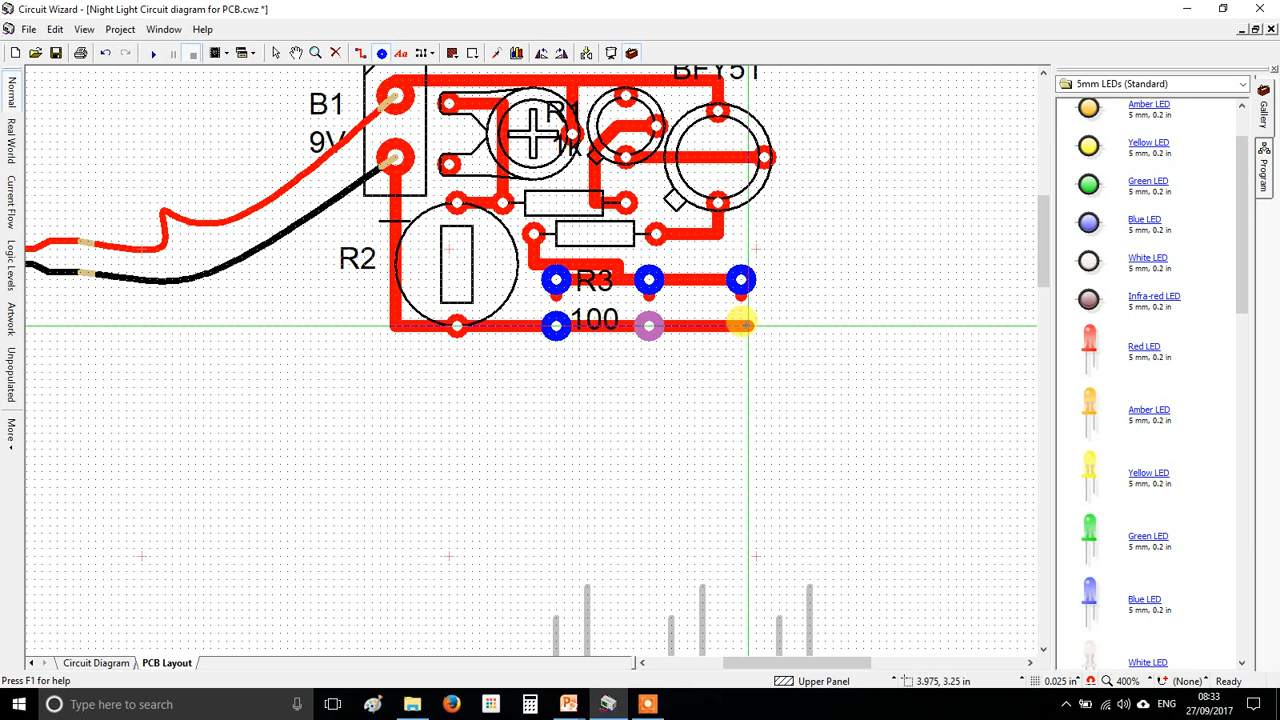 Circuit Wizard - [Night Light Circuit diagram for PCB.cwz *]
File Edit View Project Window Help
Normal
Real World
Current Flow
Logic Levels
Artwork
Unpopulated
More
B1
9V
R1
1K
BFY51
R2
R3
100
5mm LEDs (Standard)
Amber LED
5 mm, 0.2 in
Yellow LED
5 mm, 0.2 in
Green LED
5 mm, 0.2 in
Blue LED
5 mm, 0.2 in
White LED
5 mm, 0.2 in
Infra-red LED
5 mm, 0.2 in
Red LED
5 mm, 0.2 in
Amber LED
5 mm, 0.2 in
Yellow LED
5 mm, 0.2 in
Green LED
5 mm, 0.2 in
Blue LED
5 mm, 0.2 in
White LED
Gallery
Program
Circuit Diagram PCB Layout
Press F1 for help
Upper Panel
3.975, 3.25 in
0.025 in
400%
(None)
Ready
Type here to search
ENG
08:33
27/09/2017